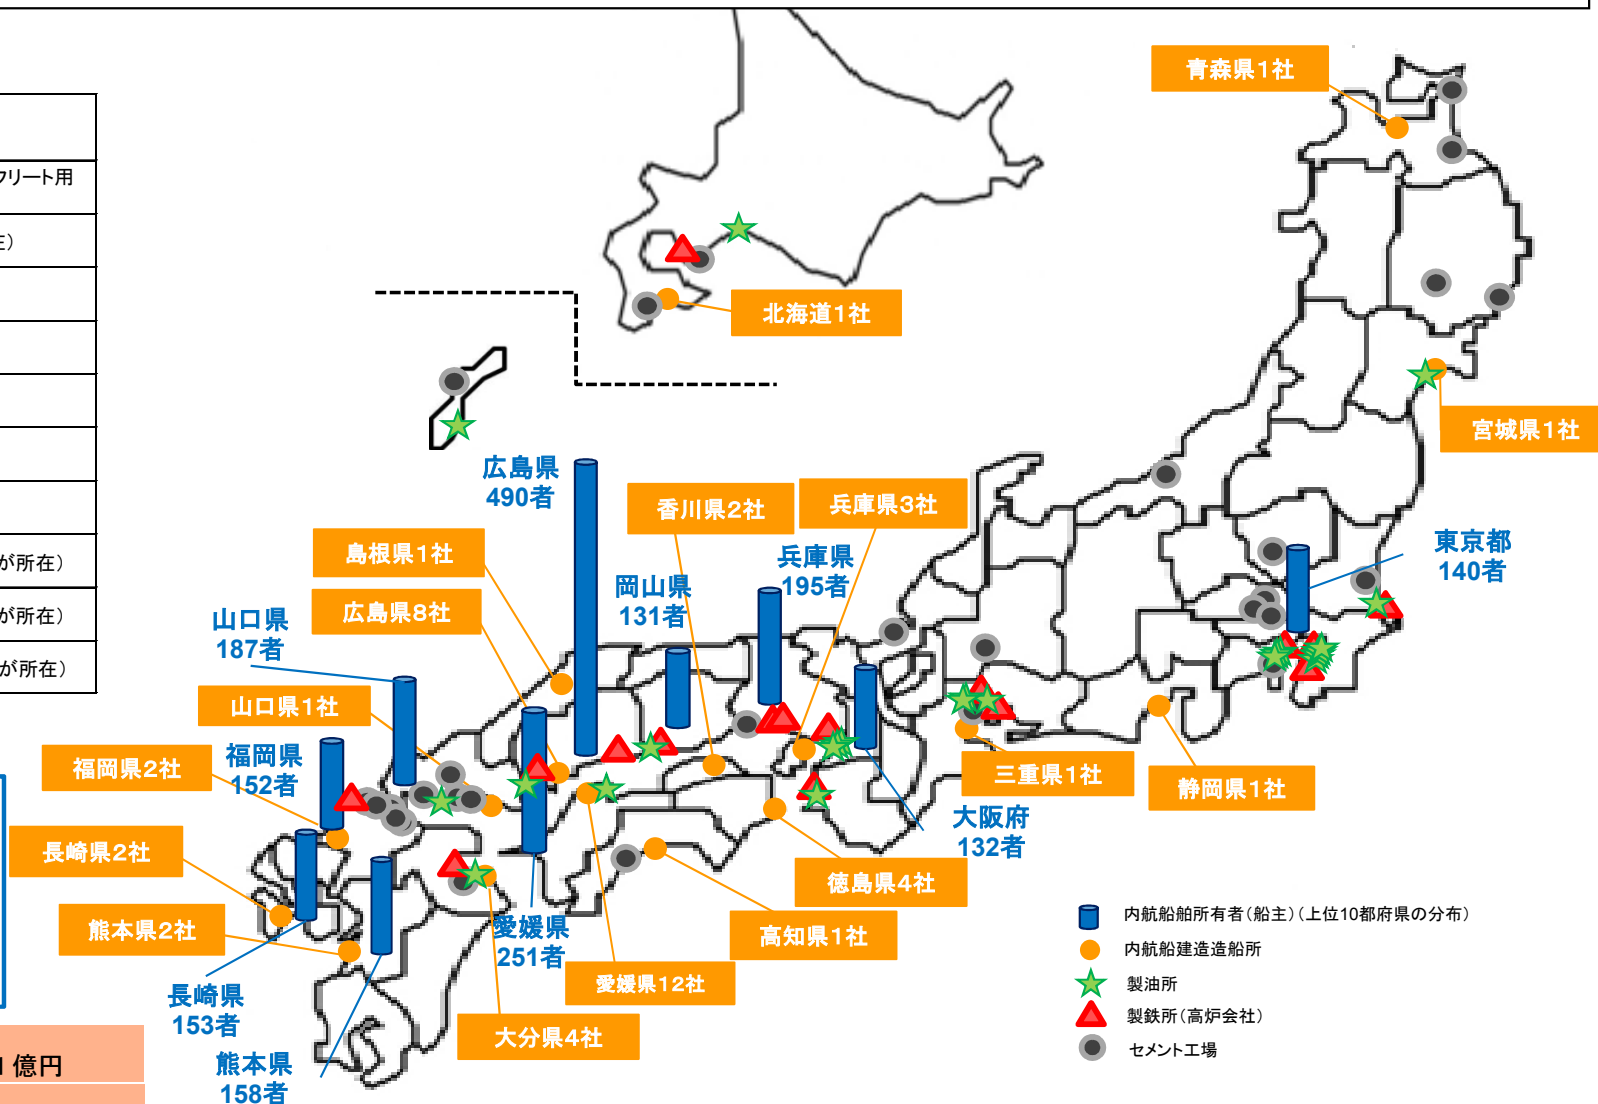 クリート用
在）
が所在）
が所在）
が所在）
億円
青森県１社
北海道１社
宮城県１社
広島県
490者
香川県２社
兵庫県３社
島根県１社
岡山県
131者
兵庫県
195者
東京都
140者
広島県８社
山口県
187者
山口県１社
福岡県２社
福岡県
152者
三重県１社
静岡県１社
長崎県２社
大阪府
132者
徳島県４社
熊本県２社
愛媛県
251者
高知県１社
愛媛県１２社
長崎県
153者
大分県４社
熊本県
158者
内航船舶所有者（船主）（上位10都府県の分布）
内航船建造造船所
製油所
製鉄所（高炉会社）
セメント工場